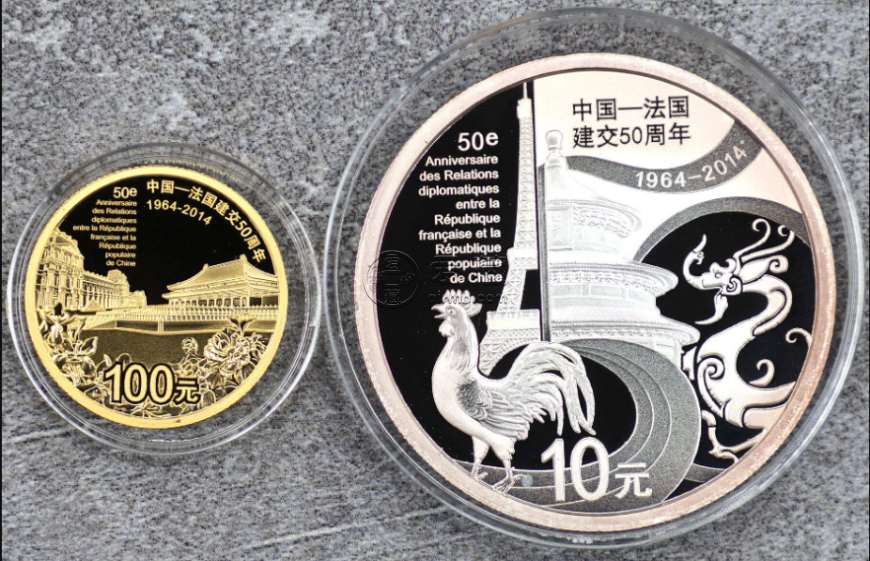 50e
Anniversaire
des Relations
diplomatiques
entre la République
française et la
République
populaire
de Chine
中国—法国建交50周年
1964-2014
100元
50e
Anniversaire
des Relations
diplomatiques
entre la
République
française et la
République
populaire
de Chine
中国—法国
建交50周年
1964-2014
10元